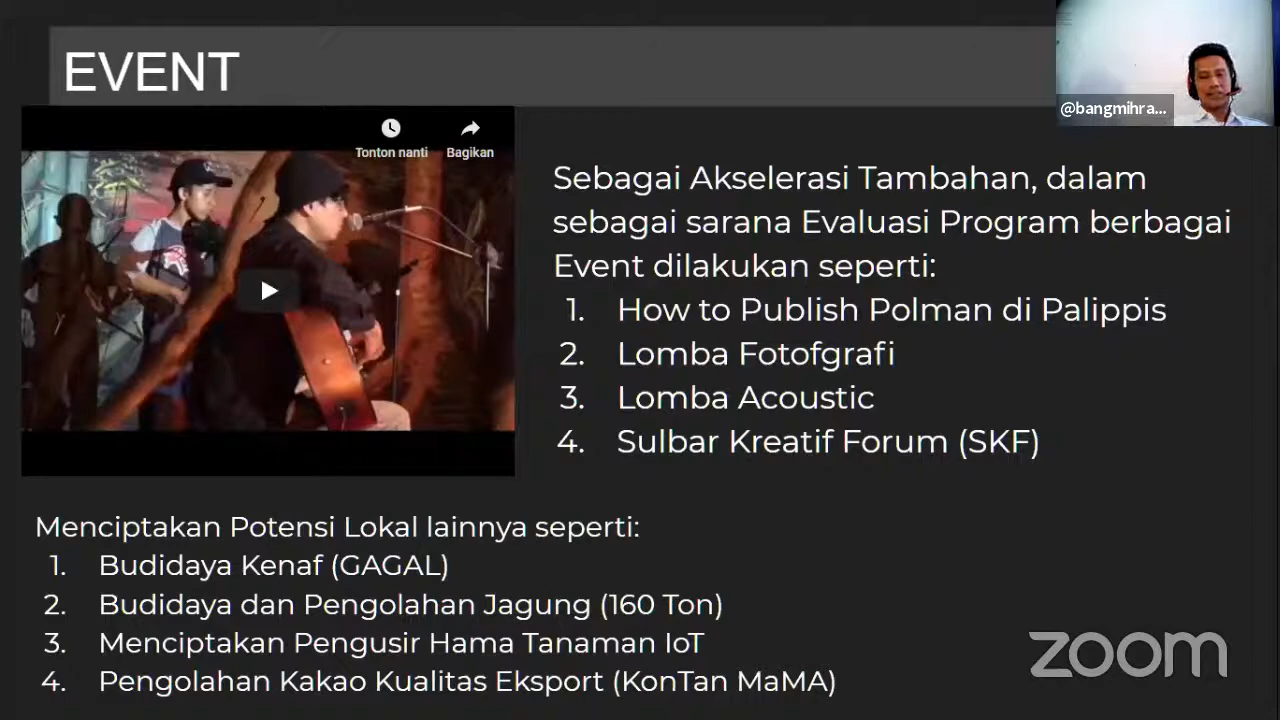 EVENT
@bangmihra...
Tonton nanti
Bagikan
Sebagai Akselerasi Tambahan, dalam
sebagai sarana Evaluasi Program berbagai
Event dilakukan seperti:
1. How to Publish Polman di Palippis
2. Lomba Fotofgrafi
3. Lomba Acoustic
4. Sulbar Kreatif Forum (SKF)
Menciptakan Potensi Lokal lainnya seperti:
1. Budidaya Kenaf (GAGAL)
2. Budidaya dan Pengolahan Jagung (160 Ton)
3. Menciptakan Pengusir Hama Tanaman IoT
4. Pengolahan Kakao Kualitas Eksport (KonTan MaMA)
zoom